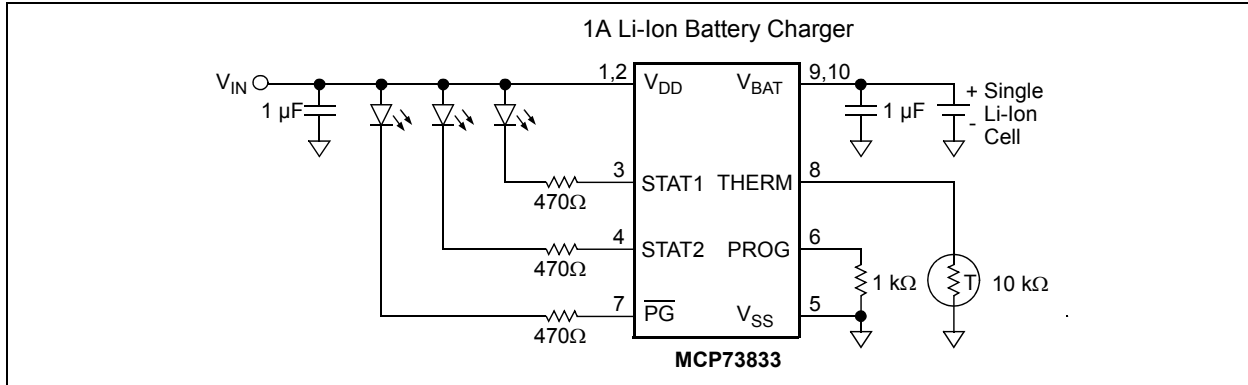 1A Li-Ion Battery Charger
V_IN
1 µF
1,2
V_DD
V_BAT
9,10
1 µF
+ Single
- Li-Ion
Cell
470Ω
3
STAT1
THERM
8
470Ω
4
STAT2
PROG
6
1 kΩ
T
10 kΩ
470Ω
7
P̅G̅
V_SS
5
MCP73833